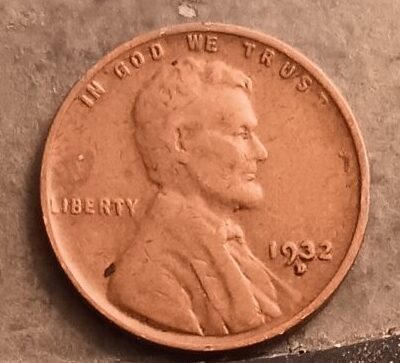 IN GOD WE TRUST
LIBERTY
1932
D